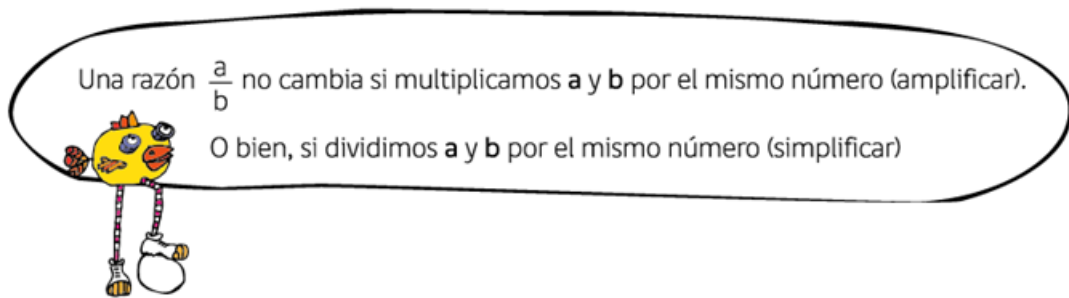 Una razón a/b no cambia si multiplicamos a y b por el mismo número (amplificar).
O bien, si dividimos a y b por el mismo número (simplificar)